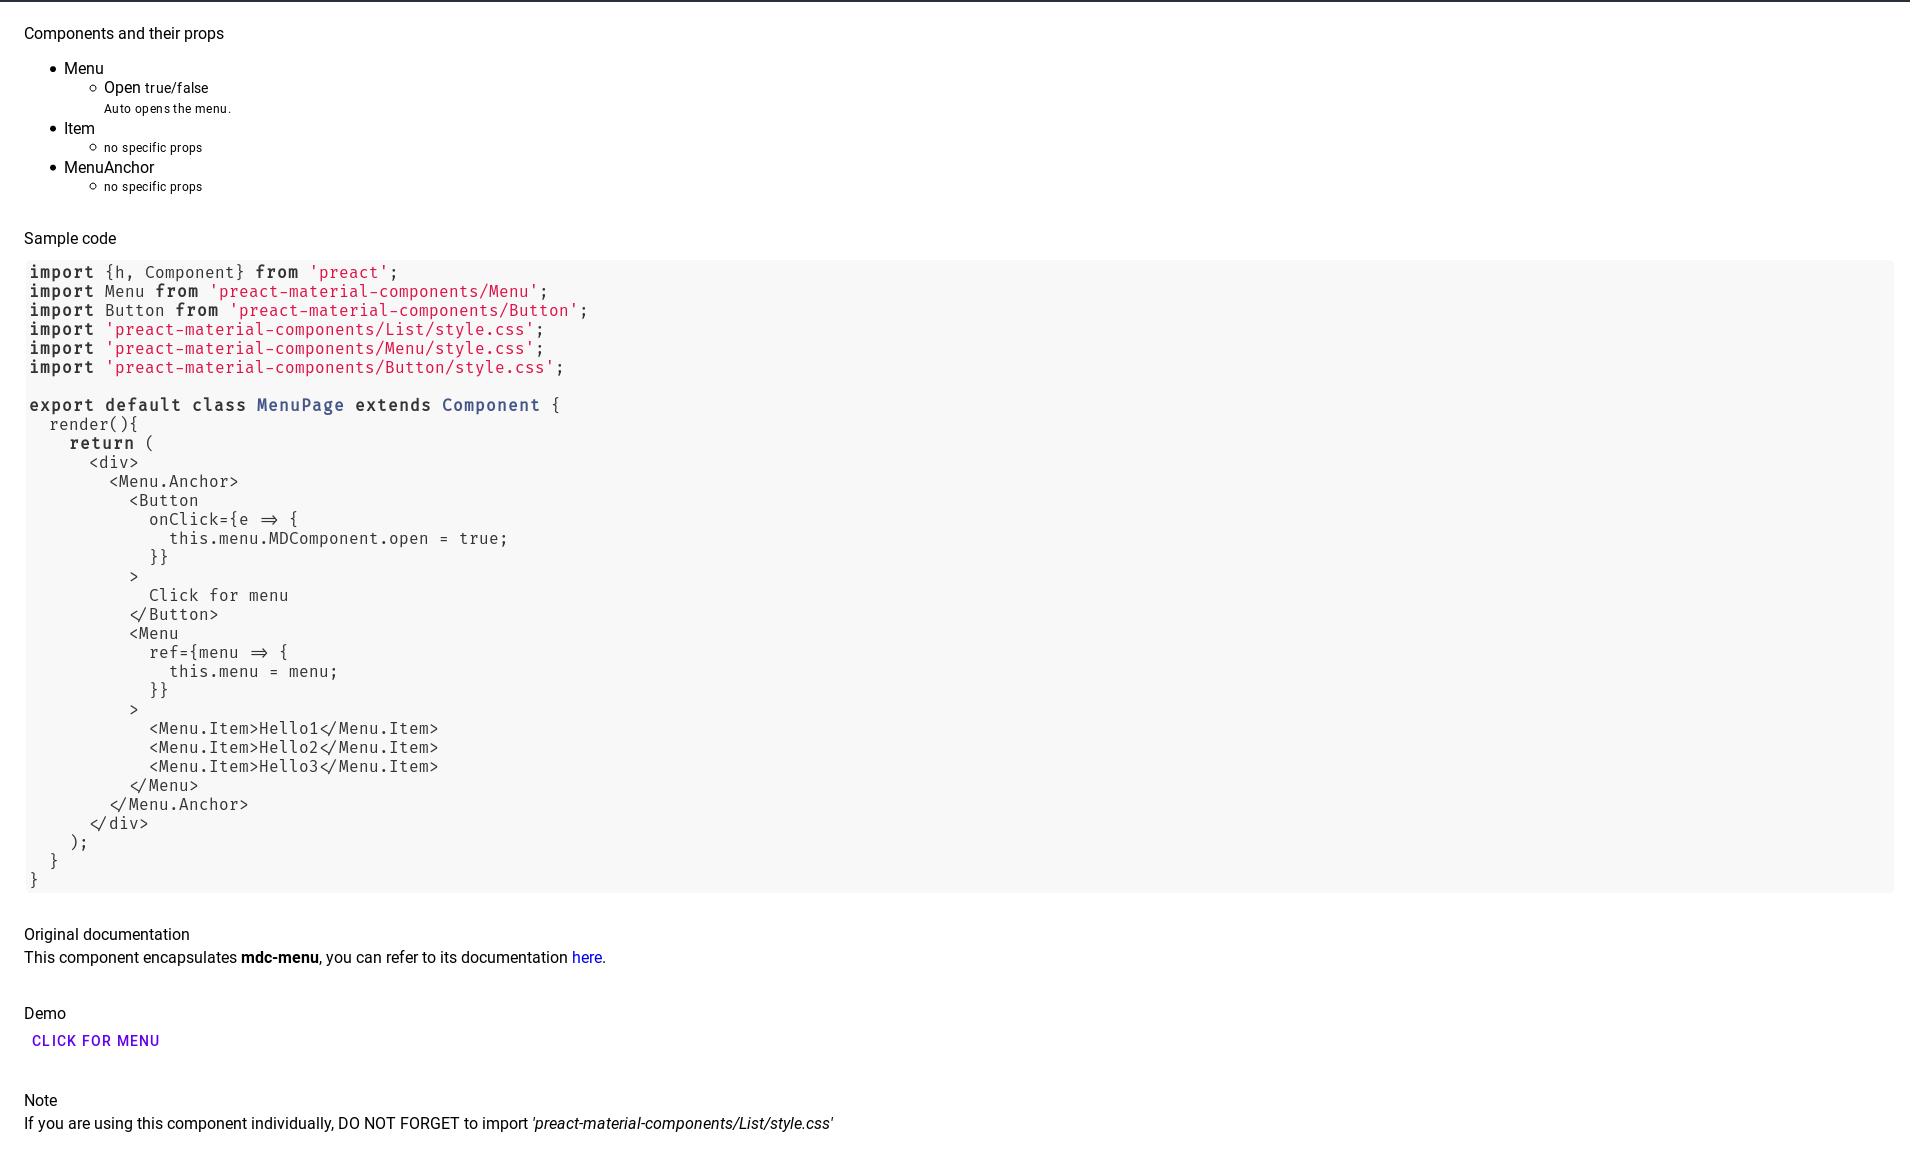 Components and their props
Menu
Open true/false
Auto opens the menu.
Item
no specific props
MenuAnchor
no specific props
Sample code
import {h, Component} from 'preact';
import Menu from 'preact-material-components/Menu';
import Button from 'preact-material-components/Button';
import 'preact-material-components/List/style.css';
import 'preact-material-components/Menu/style.css';
import 'preact-material-components/Button/style.css';
export default class MenuPage extends Component {
  render(){
    return (
      <div>
        <Menu.Anchor>
          <Button
            onClick={e => {
              this.menu.MDComponent.open = true;
            }}
          >
            Click for menu
          </Button>
          <Menu
            ref={menu => {
              this.menu = menu;
            }}
          >
            <Menu.Item>Hello1</Menu.Item>
            <Menu.Item>Hello2</Menu.Item>
            <Menu.Item>Hello3</Menu.Item>
          </Menu>
        </Menu.Anchor>
      </div>
    );
  }
}
Original documentation
This component encapsulates mdc-menu, you can refer to its documentation here.
Demo
CLICK FOR MENU
Note
If you are using this component individually, DO NOT FORGET to import 'preact-material-components/List/style.css'